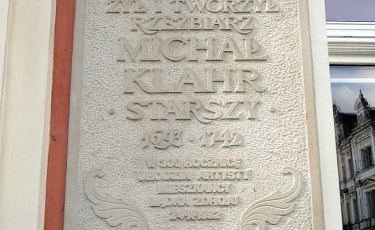 ŻYŁ I TWORZYŁ
RZEŹBIARZ
MICHAŁ
KLAHR
· STARSZY ·
1693 - 1742
W 300 ROCZNICĘ
URODZIN ARTYSTY
MIESZKAŃCY
LĄDKA ZDROJU